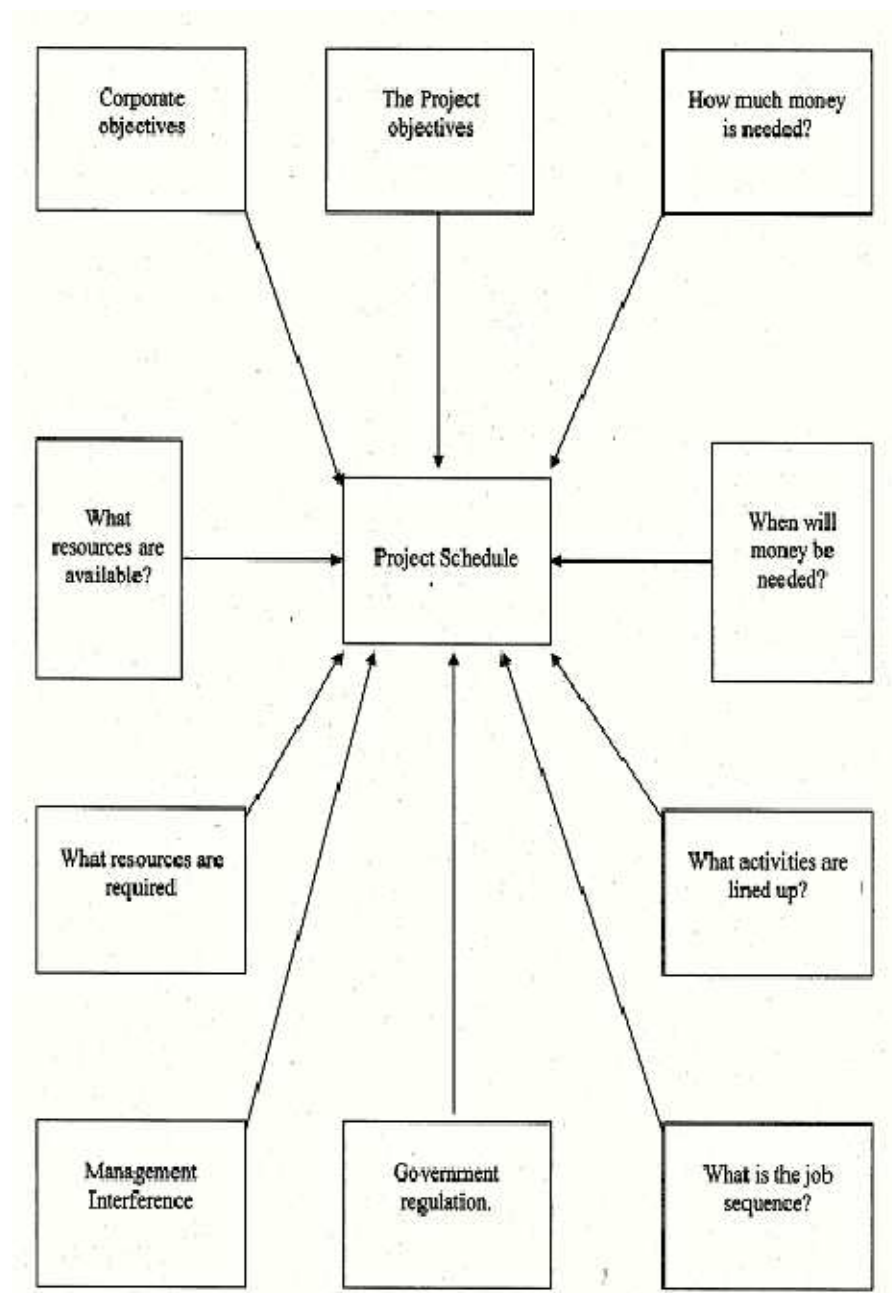 Corporate
objectives
The Project
objectives
How much money
is needed?
What
resources are
available?
Project Schedule
When will
money be
needed?
What resources are
required
What activities are
lined up?
Management
Interference
Government
regulation.
What is the job
sequence?